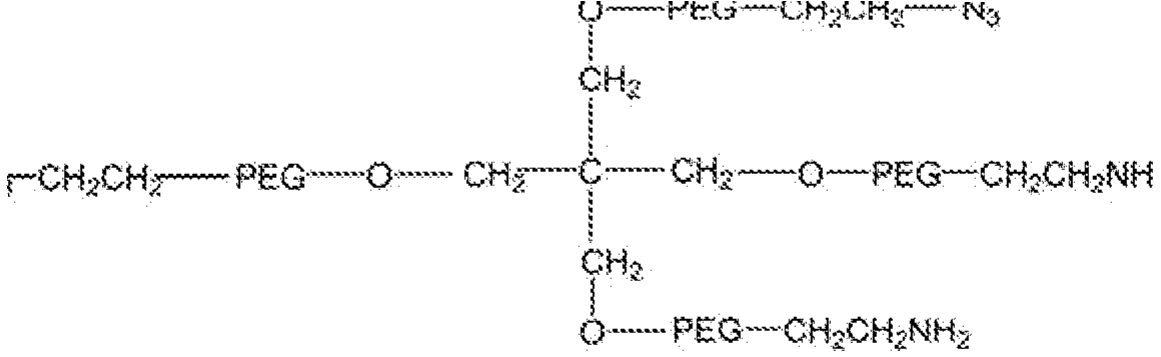 O PEG CH₂CH₂ N₃
CH₂
CH₂CH₂ PEG O CH₂ C CH₂ O PEG CH₂CH₂NH
CH₂
O PEG CH₂CH₂NH₂